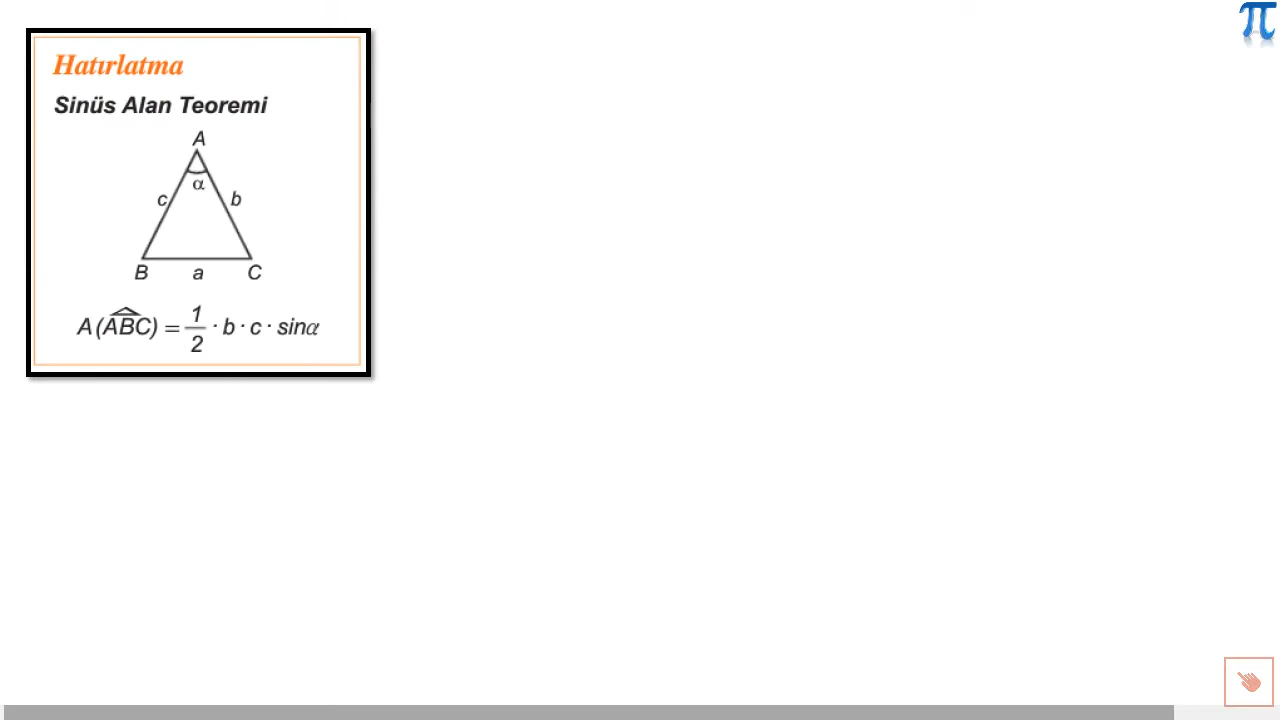 Hatırlatma
Sinüs Alan Teoremi
A
α
c b
B a C
A(ABC) = 1/2 · b · c · sinα
π